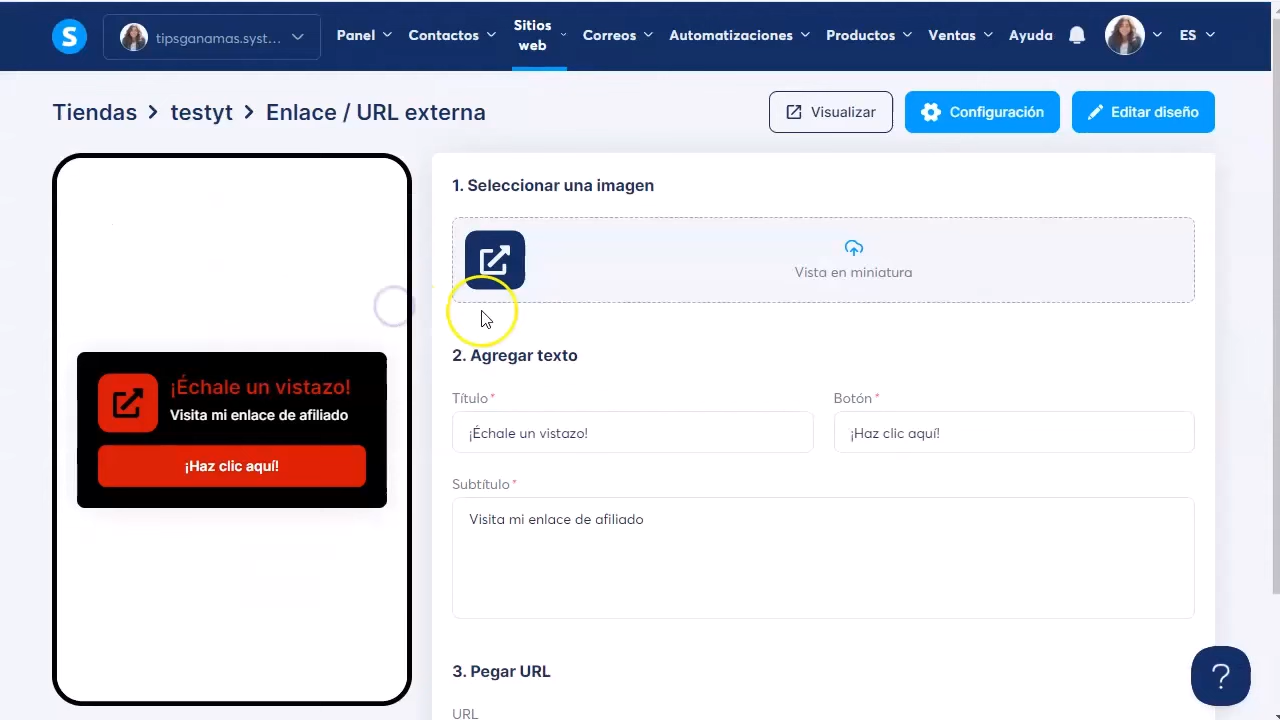 S
tipsganamas.syst...
Panel
Contactos
Sitios
web
Correos
Automatizaciones
Productos
Ventas
Ayuda
ES
Tiendas
testyt
Enlace / URL externa
Visualizar
Configuración
Editar diseño
¡Échale un vistazo!
Visita mi enlace de afiliado
¡Haz clic aquí!
1. Seleccionar una imagen
Vista en miniatura
2. Agregar texto
Título*
Botón*
¡Échale un vistazo!
¡Haz clic aquí!
Subtítulo*
Visita mi enlace de afiliado
3. Pegar URL
URL
?